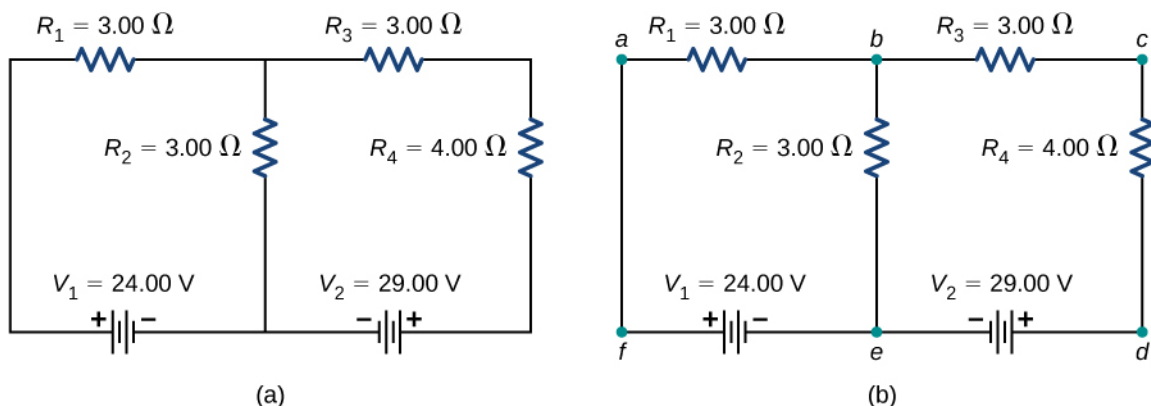 R₁ = 3.00 Ω
R₃ = 3.00 Ω
R₂ = 3.00 Ω
R₄ = 4.00 Ω
V₁ = 24.00 V
V₂ = 29.00 V
+ −
− +
(a)
a
R₁ = 3.00 Ω
b
R₃ = 3.00 Ω
c
R₂ = 3.00 Ω
R₄ = 4.00 Ω
V₁ = 24.00 V
V₂ = 29.00 V
+ −
− +
f
e
d
(b)